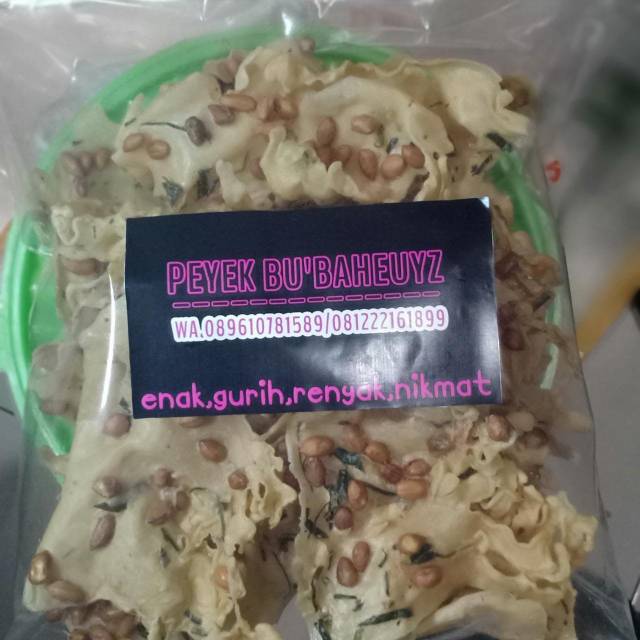 PEYEK BU'BAHEUYZ
WA.089610781589/081222161899
enak,gurih,renyak,nikmat